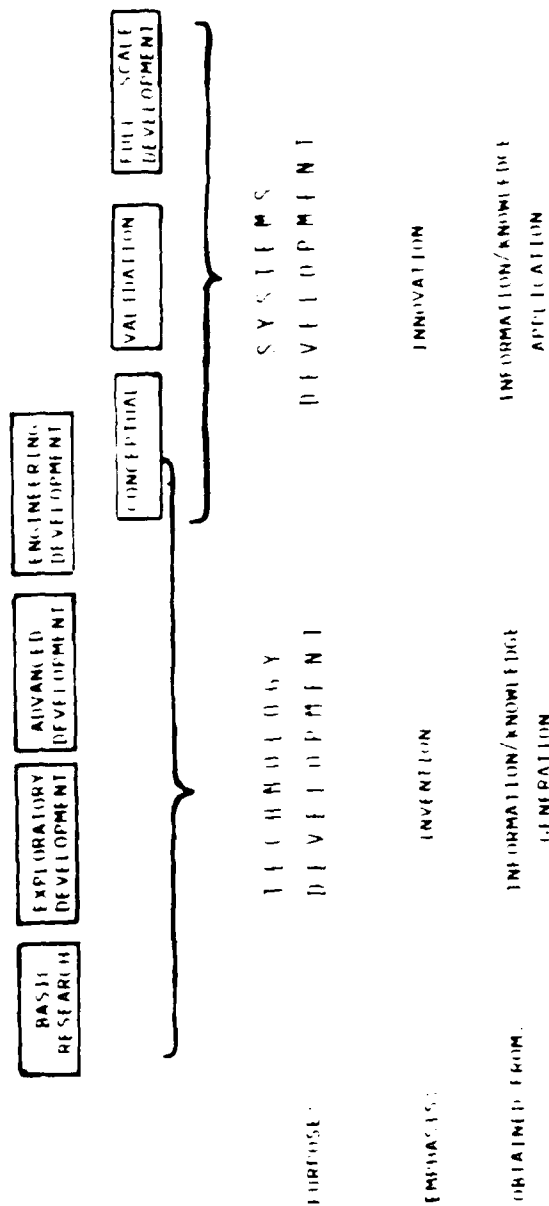 BASIC
RESEARCH
EXPLORATORY
DEVELOPMENT
ADVANCED
DEVELOPMENT
ENGINEERING
DEVELOPMENT
CONCEPTUAL
VALIDATION
FULL SCALE
DEVELOPMENT
PURPOSE:
TECHNOLOGY
DEVELOPMENT
SYSTEMS
DEVELOPMENT
EMPHASIS:
INVENTION
INNOVATION
OBTAINED FROM:
INFORMATION/KNOWLEDGE
GENERATION
INFORMATION/KNOWLEDGE
APPLICATION